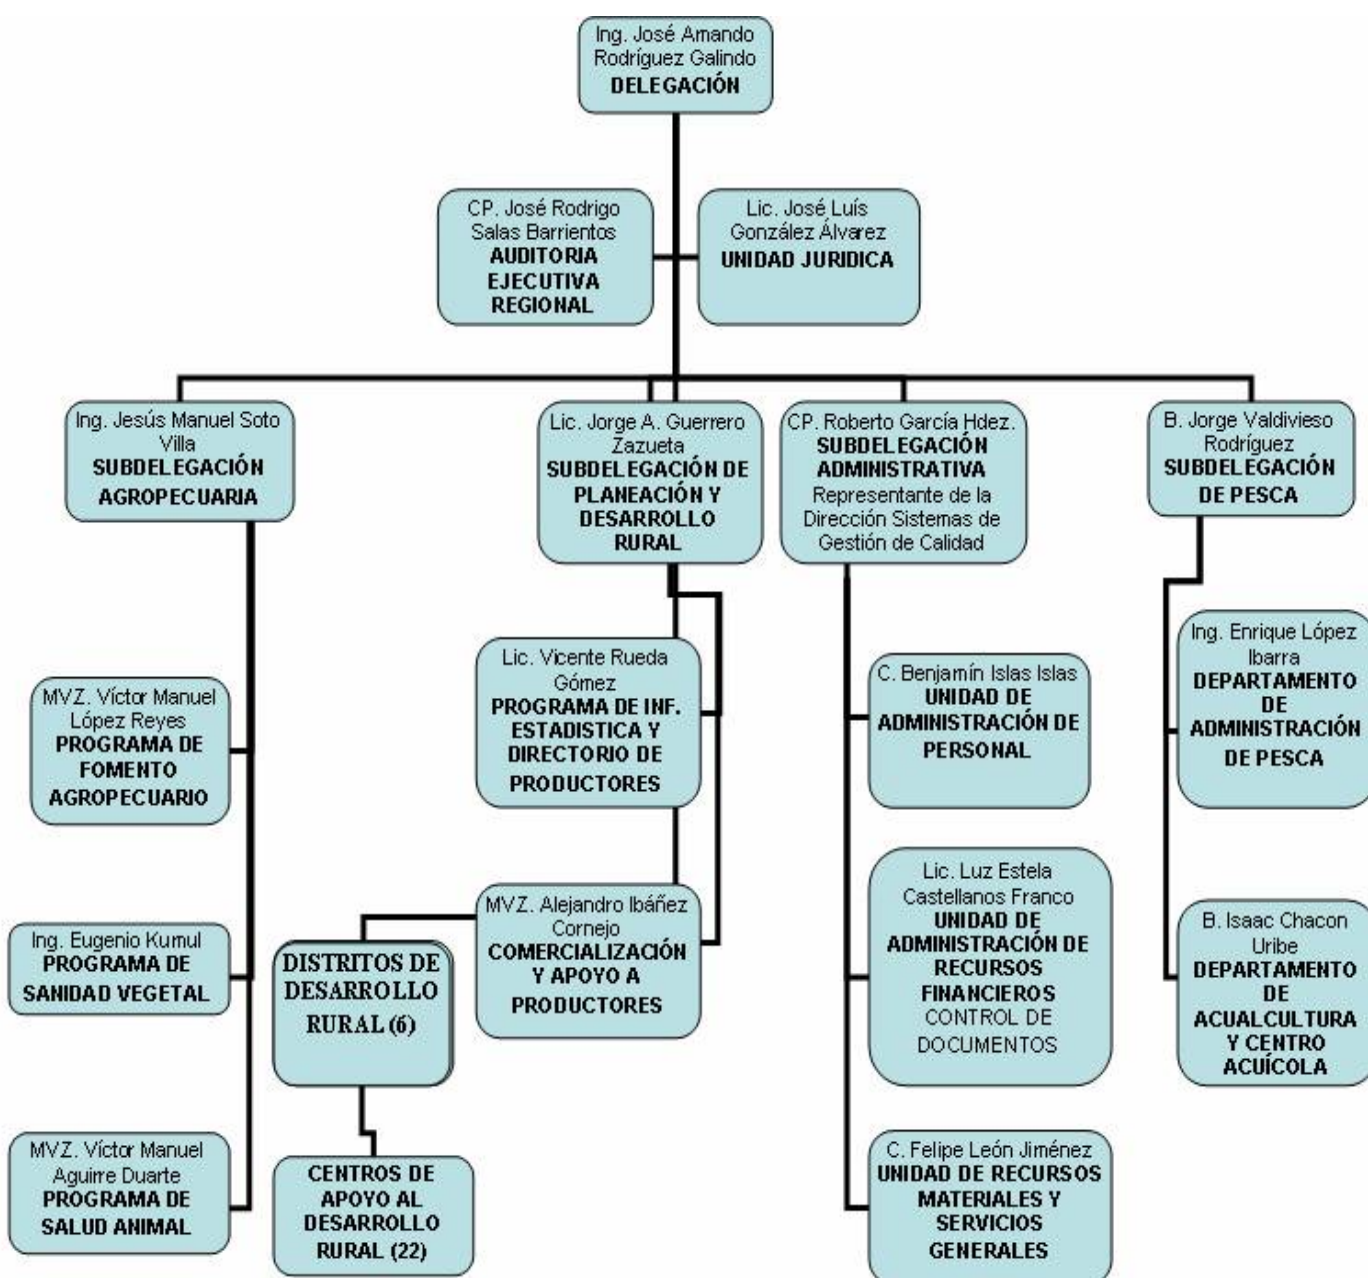 Ing. José Amando
Rodríguez Galindo
DELEGACIÓN
CP. José Rodrigo
Salas Barrientos
AUDITORIA
EJECUTIVA
REGIONAL
Lic. José Luís
González Álvarez
UNIDAD JURIDICA
Ing. Jesús Manuel Soto
Villa
SUBDELEGACIÓN
AGROPECUARIA
Lic. Jorge A. Guerrero
Zazueta
SUBDELEGACIÓN DE
PLANEACIÓN Y
DESARROLLO
RURAL
CP. Roberto García Hdez.
SUBDELEGACIÓN
ADMINISTRATIVA
Representante de la
Dirección Sistemas de
Gestión de Calidad
B. Jorge Valdivieso
Rodríguez
SUBDELEGACIÓN
DE PESCA
MVZ. Víctor Manuel
López Reyes
PROGRAMA DE
FOMENTO
AGROPECUARIO
Lic. Vicente Rueda
Gómez
PROGRAMA DE INF.
ESTADISTICA Y
DIRECTORIO DE
PRODUCTORES
C. Benjamín Islas Islas
UNIDAD DE
ADMINISTRACIÓN DE
PERSONAL
Ing. Enrique López
Ibarra
DEPARTAMENTO
DE
ADMINISTRACIÓN
DE PESCA
Ing. Eugenio Kumul
PROGRAMA DE
SANIDAD VEGETAL
DISTRITOS DE
DESARROLLO
RURAL (6)
MVZ. Alejandro Ibáñez
Cornejo
COMERCIALIZACIÓN
Y APOYO A
PRODUCTORES
Lic. Luz Estela
Castellanos Franco
UNIDAD DE
ADMINISTRACIÓN DE
RECURSOS
FINANCIEROS
CONTROL DE
DOCUMENTOS
B. Isaac Chacon
Uribe
DEPARTAMENTO
DE
ACUALCULTURA
Y CENTRO
ACUÍCOLA
MVZ. Víctor Manuel
Aguirre Duarte
PROGRAMA DE
SALUD ANIMAL
CENTROS DE
APOYO AL
DESARROLLO
RURAL (22)
C. Felipe León Jiménez
UNIDAD DE RECURSOS
MATERIALES Y
SERVICIOS
GENERALES